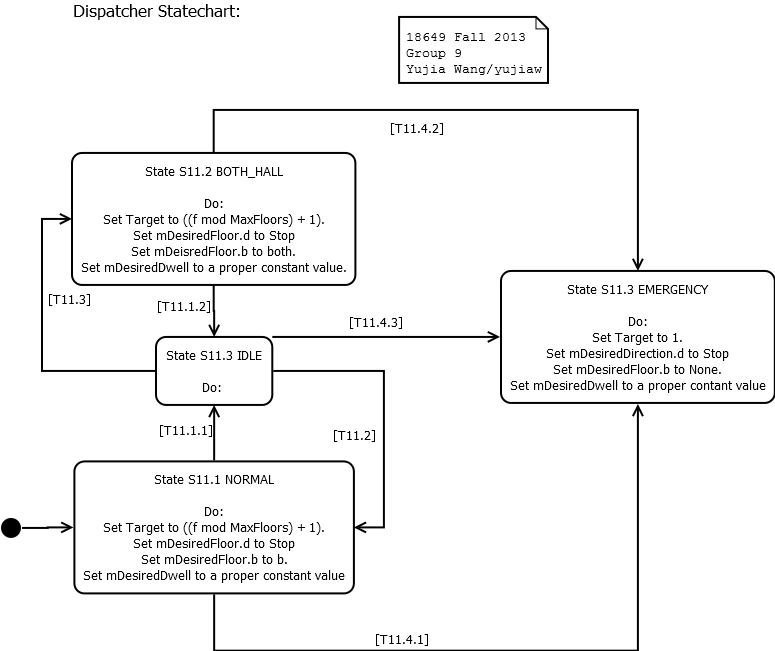 Dispatcher Statechart:
18649 Fall 2013
Group 9
Yujia Wang/yujiaw
[T11.4.2]
State S11.2 BOTH_HALL
Do:
Set Target to ((f mod MaxFloors) + 1).
Set mDesiredFloor.d to Stop
Set mDeisredFloor.b to both.
Set mDesiredDwell to a proper constant value.
[T11.3]
[T11.1.2]
[T11.4.3]
State S11.3 EMERGENCY
Do:
Set Target to 1.
Set mDesiredDirection.d to Stop
Set mDesiredFloor.b to None.
Set mDesiredDwell to a proper contant value
State S11.3 IDLE
Do:
[T11.1.1]
[T11.2]
State S11.1 NORMAL
Do:
Set Target to ((f mod MaxFloors) + 1).
Set mDesiredFloor.d to Stop
Set mDesiredFloor.b to b.
Set mDesiredDwell to a proper constant value
[T11.4.1]